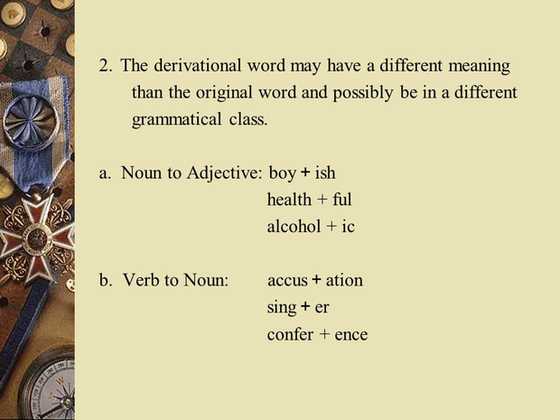 2. The derivational word may have a different meaning
than the original word and possibly be in a different
grammatical class.
a. Noun to Adjective: boy + ish
health + ful
alcohol + ic
b. Verb to Noun: accus + ation
sing + er
confer + ence